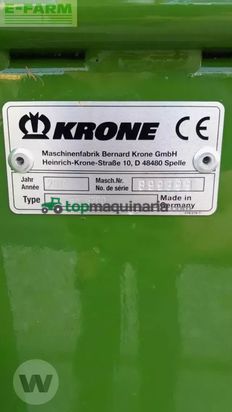 E-FARM
KRONE CE
Maschinenfabrik Bernard Krone GmbH
Heinrich-Krone-Straße 10, D 48480 Spelle
Jahr Masch.Nr.
Année No. de série
Type topmaquinaria Made in
Germany
W